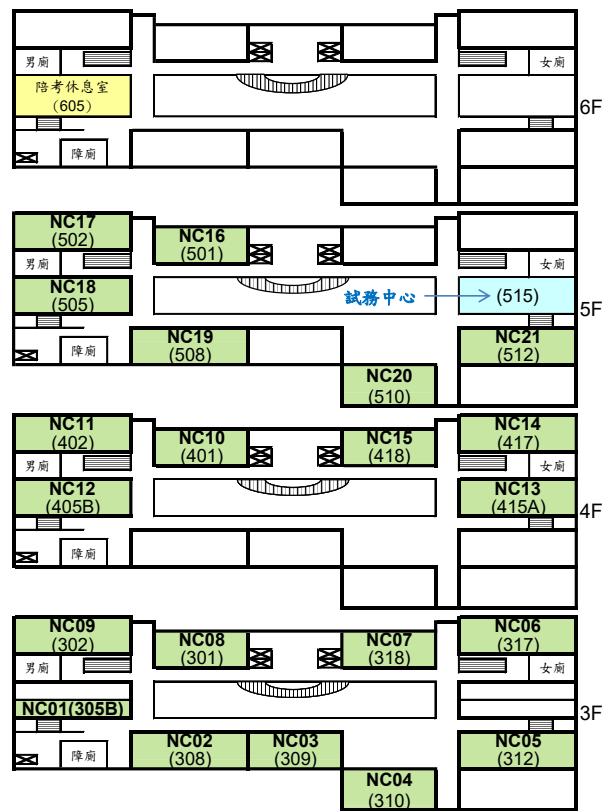 男廁
女廁
陪考休息室
(605)
6F
障廁
NC17
(502)
NC16
(501)
男廁
女廁
NC18
(505)
試務中心
(515)
5F
障廁
NC19
(508)
NC21
(512)
NC20
(510)
NC11
(402)
NC10
(401)
NC15
(418)
NC14
(417)
男廁
女廁
NC12
(405B)
NC13
(415A)
4F
障廁
NC09
(302)
NC08
(301)
NC07
(318)
NC06
(317)
男廁
女廁
NC01(305B)
3F
障廁
NC02
(308)
NC03
(309)
NC05
(312)
NC04
(310)